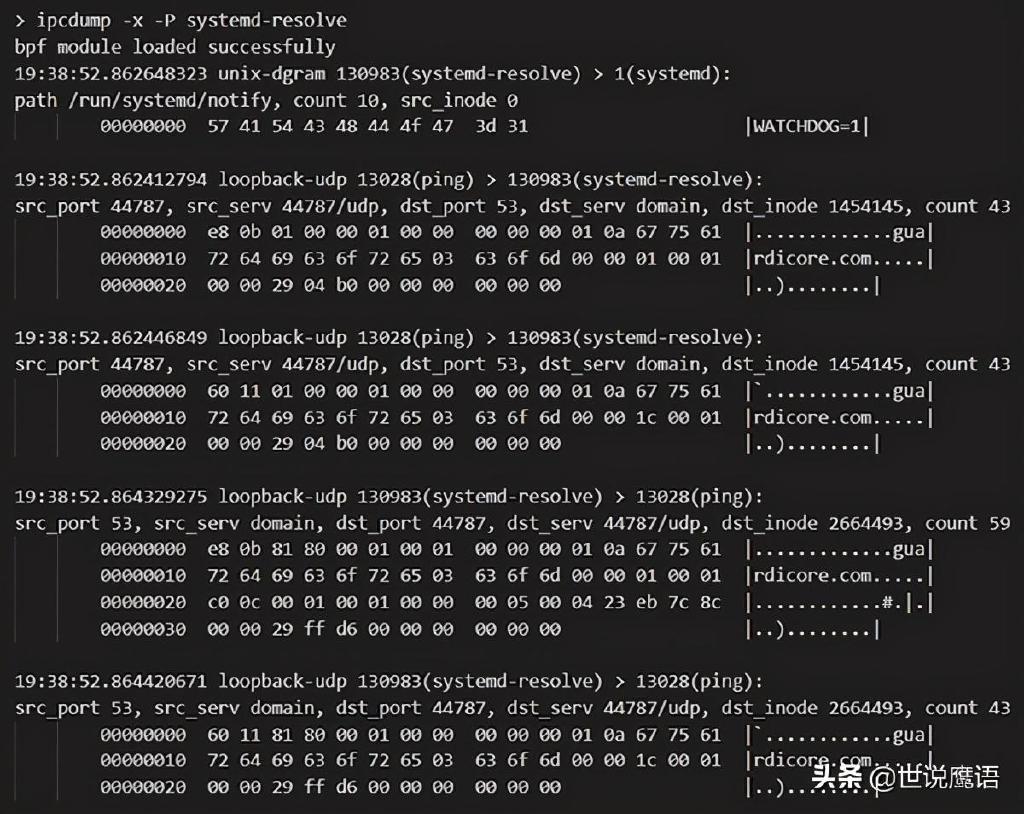 > ipcdump -x -P systemd-resolve
bpf module loaded successfully
19:38:52.862648323 unix-dgram 130983(systemd-resolve) > 1(systemd):
path /run/systemd/notify, count 10, src_inode 0
00000000  57 41 54 43 48 44 4f 47  3d 31  |WATCHDOG=1|
19:38:52.862412794 loopback-udp 13028(ping) > 130983(systemd-resolve):
src_port 44787, src_serv 44787/udp, dst_port 53, dst_serv domain, dst_inode 1454145, count 43
00000000  e8 0b 01 00 00 01 00 00  00 00 00 01 0a 67 75 61  |.............gua|
00000010  72 64 69 63 6f 72 65 03  63 6f 6d 00 00 01 00 01  |rdicore.com.....|
00000020  00 00 29 04 b0 00 00 00  00 00 00  |..)........|
19:38:52.862446849 loopback-udp 13028(ping) > 130983(systemd-resolve):
src_port 44787, src_serv 44787/udp, dst_port 53, dst_serv domain, dst_inode 1454145, count 43
00000000  60 11 01 00 00 01 00 00  00 00 00 01 0a 67 75 61  |`............gua|
00000010  72 64 69 63 6f 72 65 03  63 6f 6d 00 00 1c 00 01  |rdicore.com.....|
00000020  00 00 29 04 b0 00 00 00  00 00 00  |..)........|
19:38:52.864329275 loopback-udp 130983(systemd-resolve) > 13028(ping):
src_port 53, src_serv domain, dst_port 44787, dst_serv 44787/udp, dst_inode 2664493, count 59
00000000  e8 0b 81 80 00 01 00 01  00 00 00 01 0a 67 75 61  |.............gua|
00000010  72 64 69 63 6f 72 65 03  63 6f 6d 00 00 01 00 01  |rdicore.com.....|
00000020  c0 0c 00 01 00 01 00 00  00 05 00 04 23 eb 7c 8c  |............#.|.|
00000030  00 00 29 ff d6 00 00 00  00 00 00  |..)........|
19:38:52.864420671 loopback-udp 130983(systemd-resolve) > 13028(ping):
src_port 53, src_serv domain, dst_port 44787, dst_serv 44787/udp, dst_inode 2664493, count 43
00000000  60 11 81 80 00 01 00 00  00 00 00 01 0a 67 75 61  |`............gua|
00000010  72 64 69 63 6f 72 65 03  63 6f 6d 00 00 1c 00 01  |rdicore.com.....|
00000020  00 00 29 ff d6 00 00 00  00 00 00  |..)........|
头条 @世说鹰语